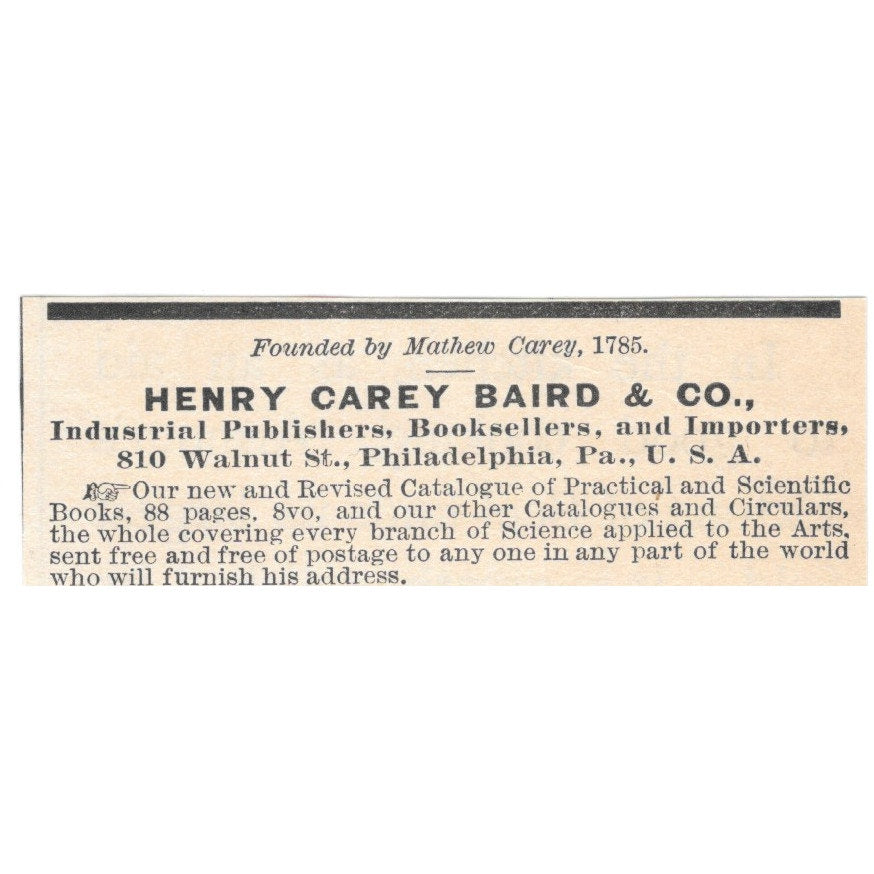 Founded by Mathew Carey, 1785.
HENRY CAREY BAIRD & CO.,
Industrial Publishers, Booksellers, and Importers,
810 Walnut St., Philadelphia, Pa., U. S. A.
☞Our new and Revised Catalogue of Practical and Scientific
Books, 88 pages, 8vo, and our other Catalogues and Circulars,
the whole covering every branch of Science applied to the Arts,
sent free and free of postage to any one in any part of the world
who will furnish his address.